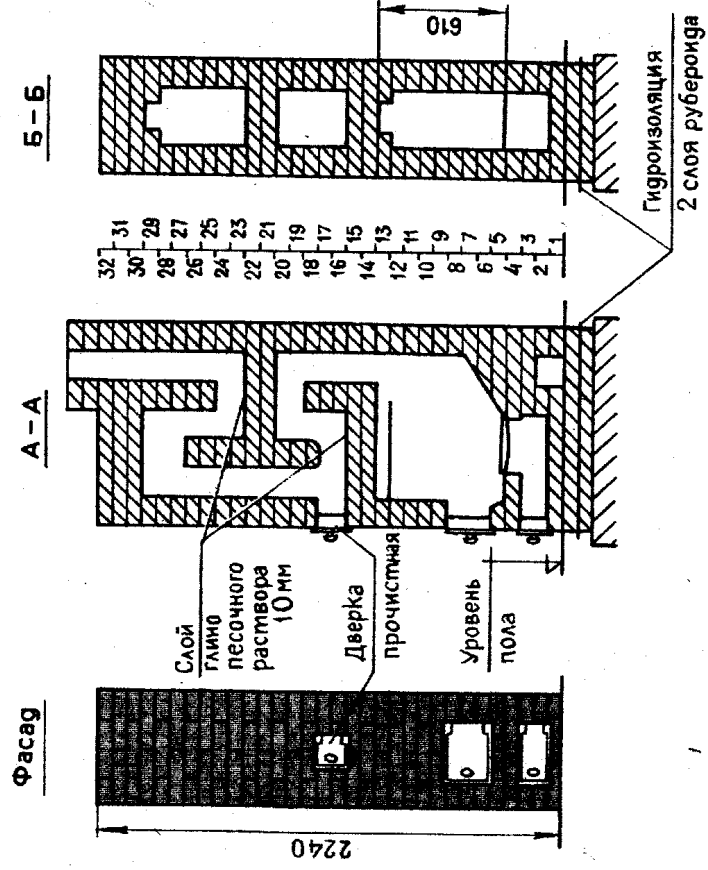 Б - Б
610
32 31
30 29
28 27
26 25
24 23
22 21
20 19
18 17
16 15
14 13
12 11
10 9
8 7
6 5
4 3
2 1
Гидроизоляция
2 слоя рубероида
А - А
Слой
глино
песочного
раствора
10 мм
Дверка
прочистная
Уровень
пола
Фасад
2240